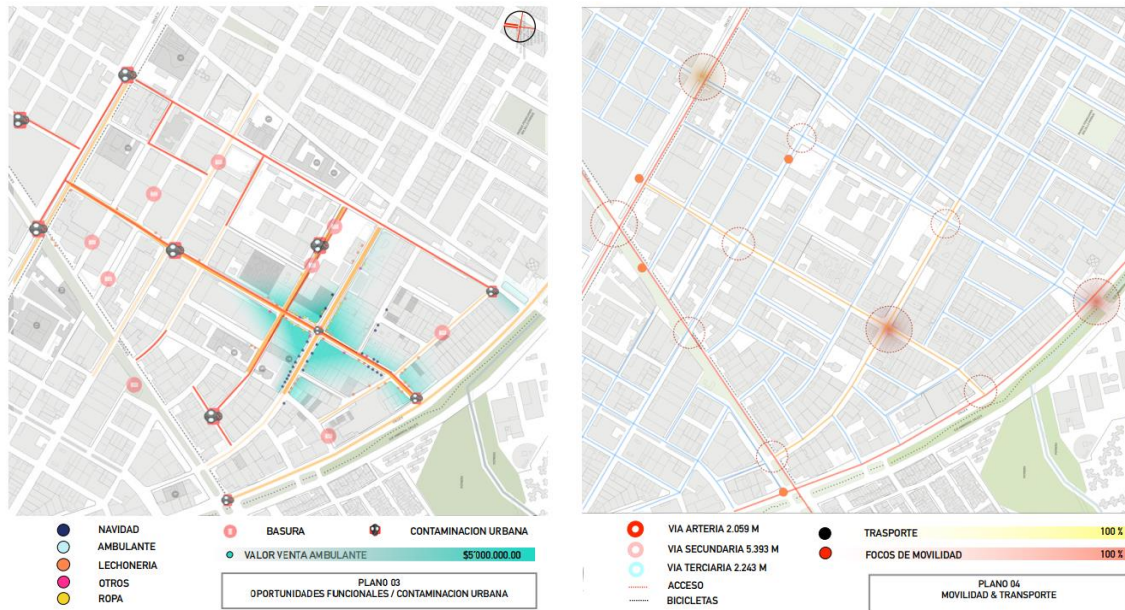 NAVIDAD
AMBULANTE
LECHONERIA
OTROS
ROPA
BASURA
CONTAMINACION URBANA
VALOR VENTA AMBULANTE
$5'000.000.00
PLANO 03
OPORTUNIDADES FUNCIONALES / CONTAMINACION URBANA
VIA ARTERIA 2.059 M
VIA SECUNDARIA 5.393 M
VIA TERCIARIA 2.243 M
ACCESO
BICICLETAS
TRASPORTE
100 %
FOCOS DE MOVILIDAD
100 %
PLANO 04
MOVILIDAD & TRANSPORTE